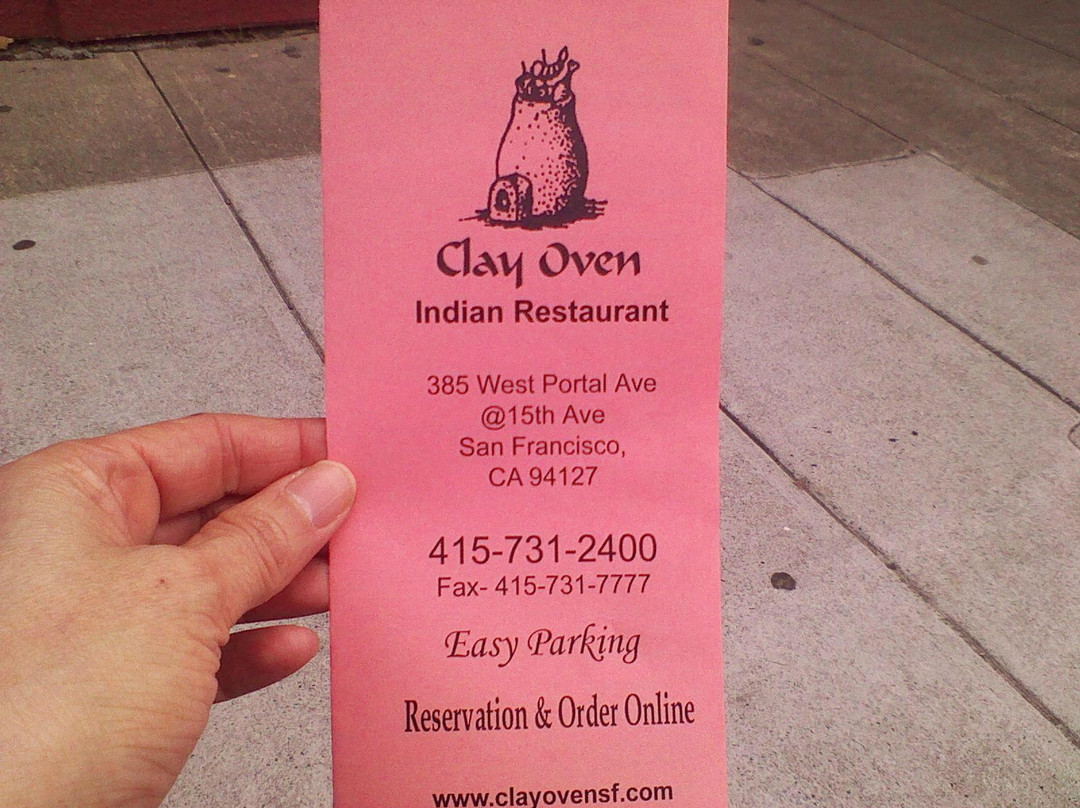 Clay Oven
Indian Restaurant
385 West Portal Ave
@15th Ave
San Francisco,
CA 94127
415-731-2400
Fax- 415-731-7777
Easy Parking
Reservation & Order Online
www.clayovensf.com